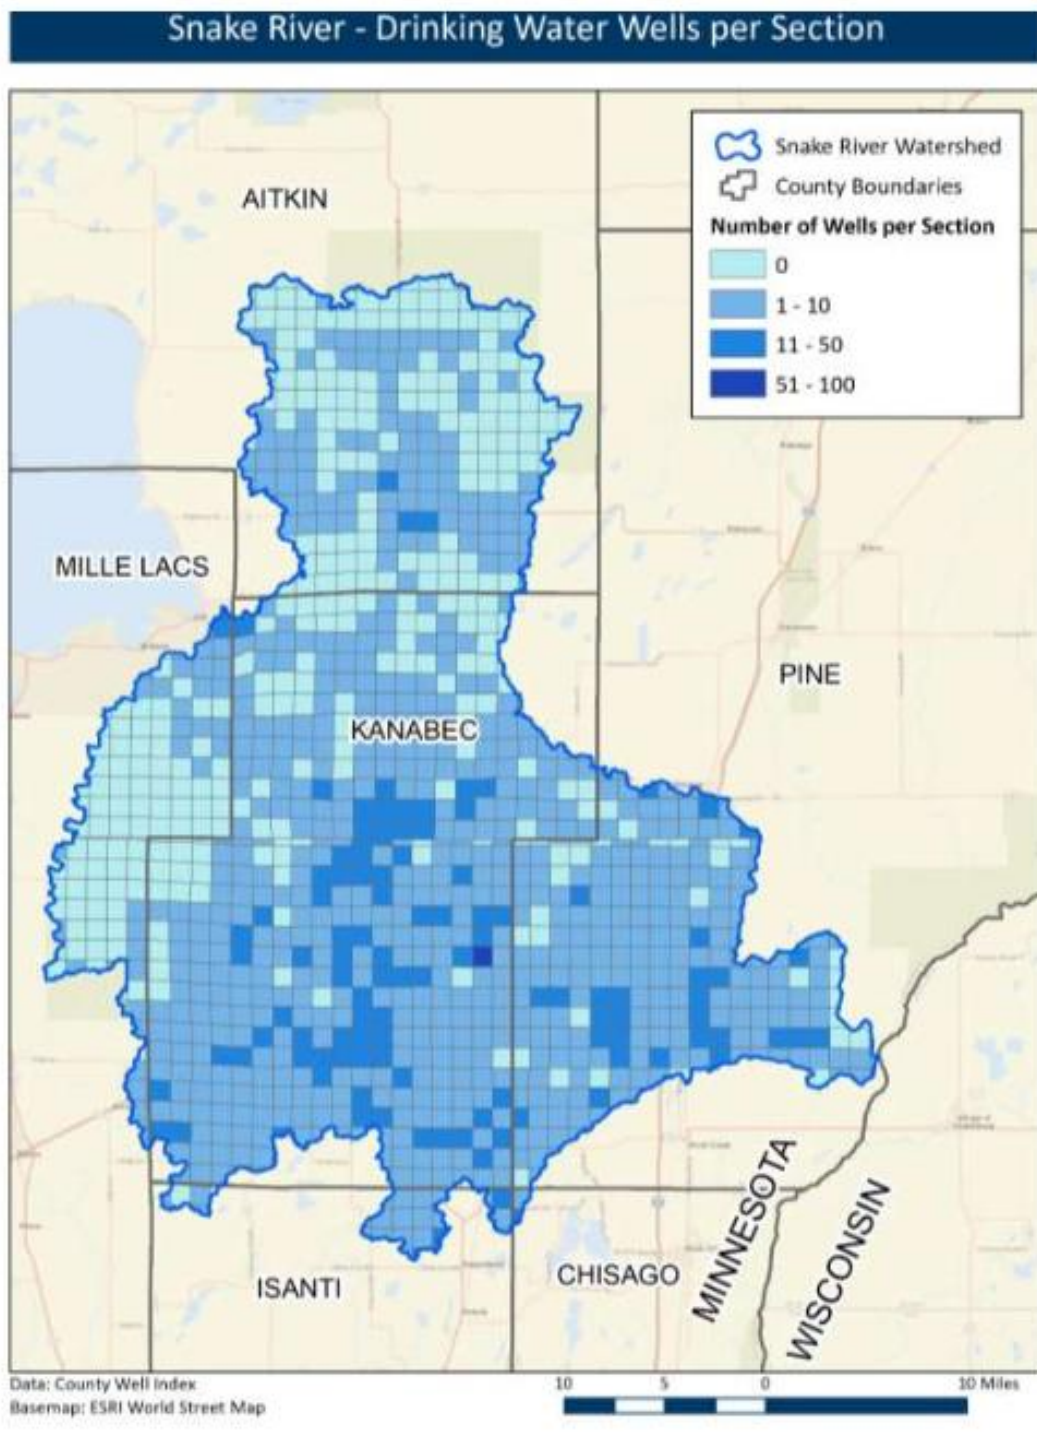 Snake River - Drinking Water Wells per Section
Snake River Watershed
County Boundaries
Number of Wells per Section
0
1 - 10
11 - 50
51 - 100
AITKIN
MILLE LACS
PINE
KANABEC
ISANTI
CHISAGO
MINNESOTA
WISCONSIN
Data: County Well Index
Basemap: ESRI World Street Map
10 5 0 10 Miles